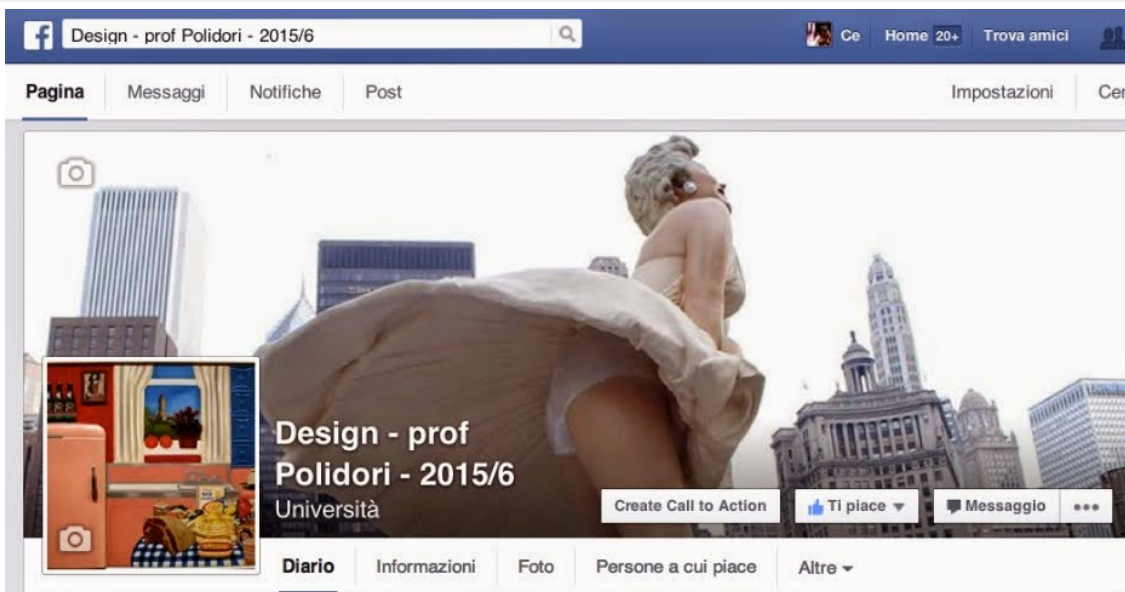 Design - prof Polidori - 2015/6
Ce Home 20+ Trova amici
Pagina Messaggi Notifiche Post Impostazioni
Design - prof
Polidori - 2015/6
Università
Create Call to Action Ti piace Messaggio
Diario Informazioni Foto Persone a cui piace Altre